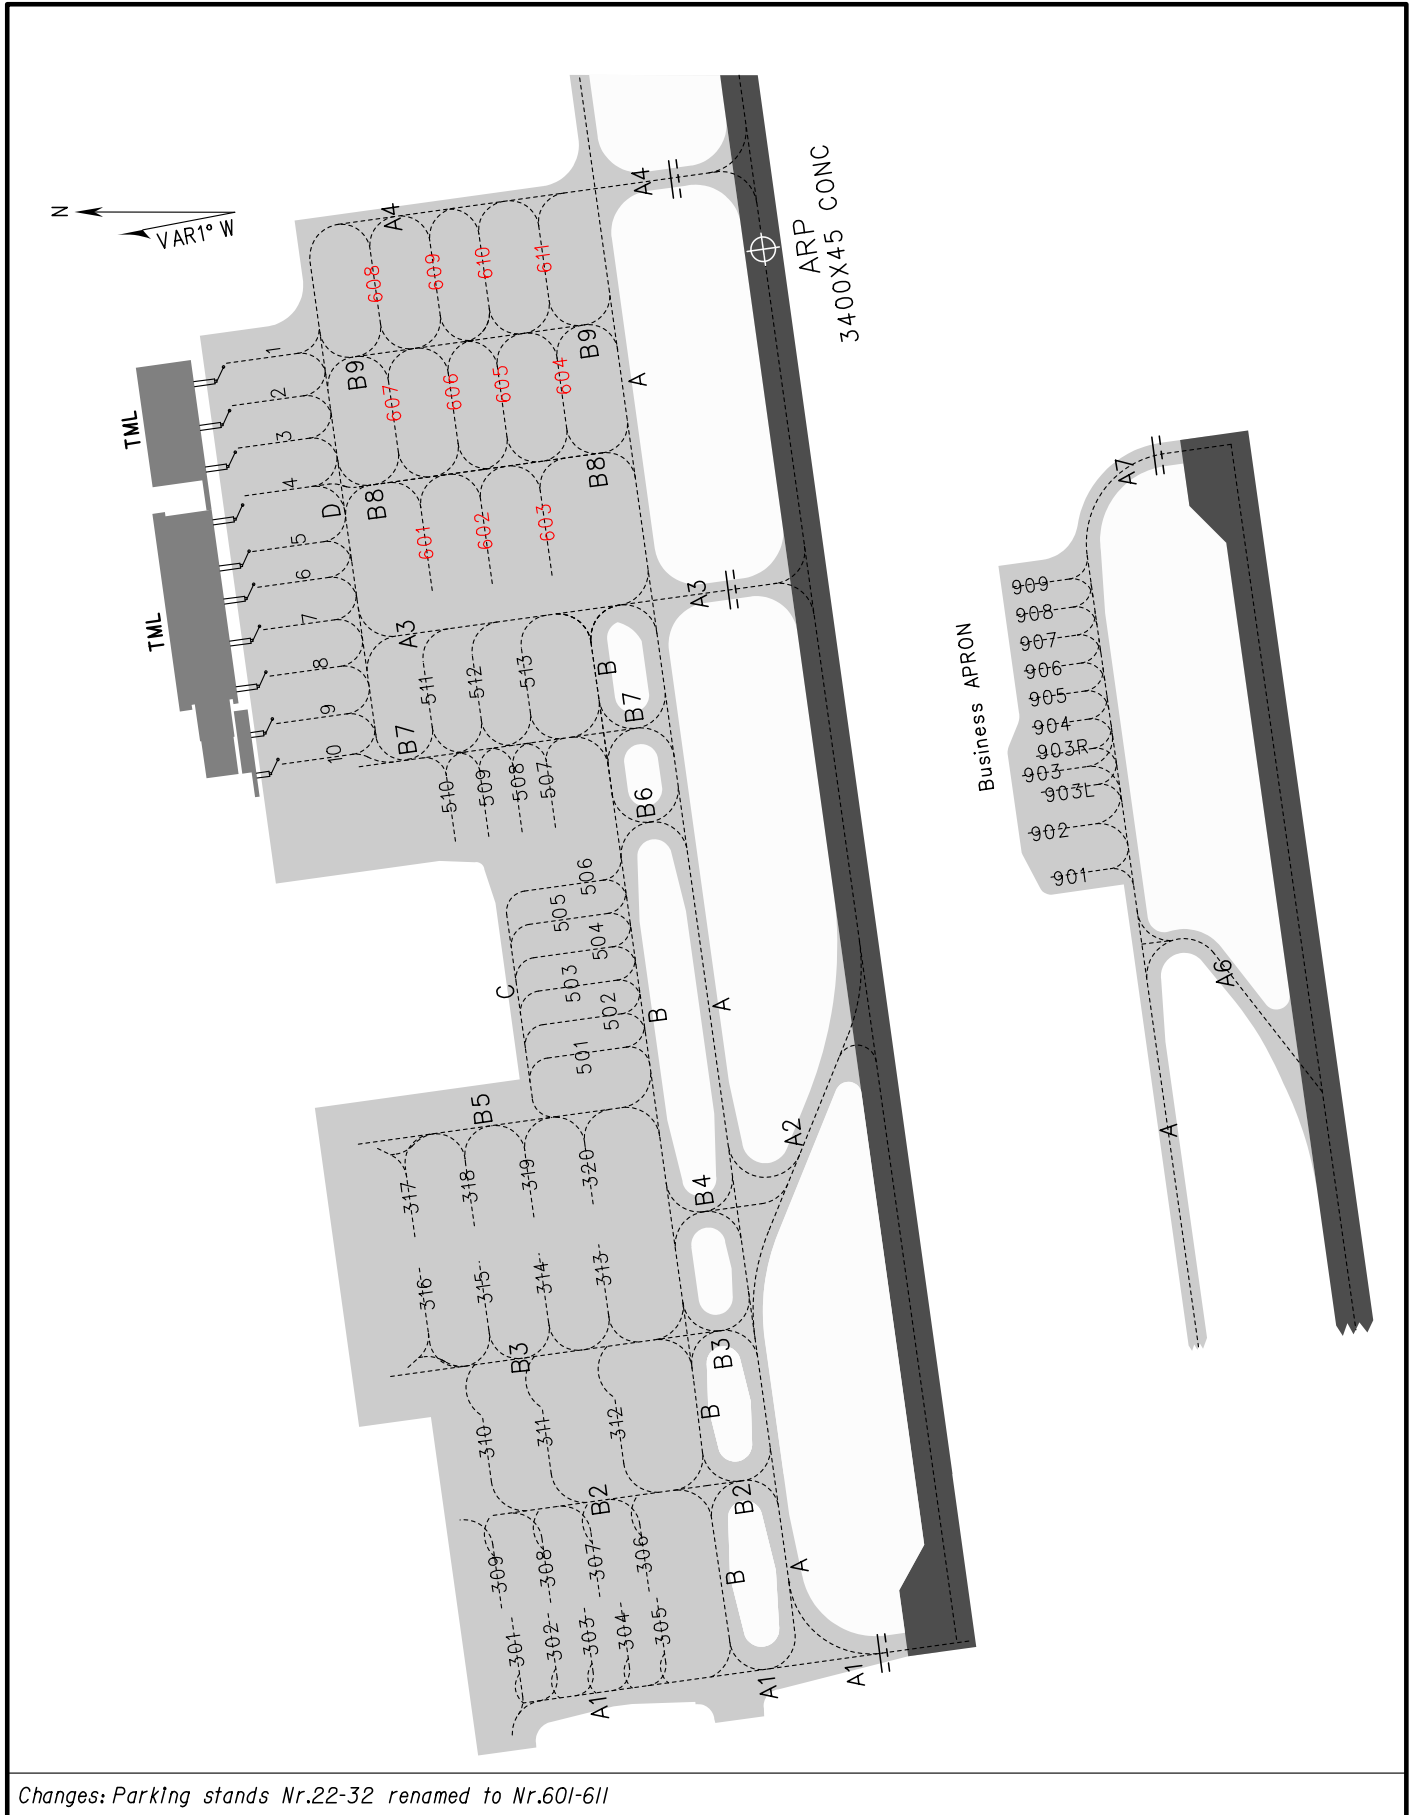 N
VAR1° W
TML
TML
ARP
3400X45 CONC
A4
A4
608
609
610
611
1
2
3
4
5
6
7
8
9
10
B9
B9
607
606
605
604
A
D
B8
B8
601
602
603
A3
A3
511
512
513
B
B7
B7
510
509
508
507
B6
506
505
504
503
502
501
C
B
A
B5
A2
317
318
319
320
B4
316
315
314
313
B3
B3
310
311
312
B
B2
B2
309
308
307
306
B
A
301
302
303
304
305
A1
A1
A1
Business APRON
A7
909
908
907
906
905
904
903R
903
903L
902
901
A6
A
Changes: Parking stands Nr.22-32 renamed to Nr.601-611